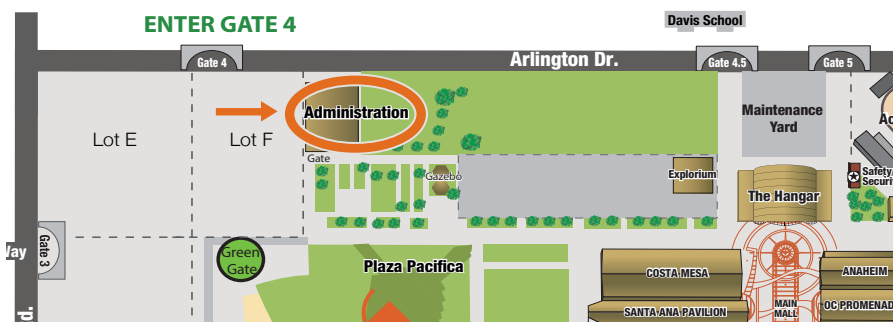 ENTER GATE 4
Davis School
Gate 4
Arlington Dr.
Gate 4.5
Gate 5
Administration
Maintenance
Yard
Lot E
Lot F
Gate
Gazebo
Explorium
Safety
Securi
The Hangar
Gate 3
Way
Green
Gate
Plaza Pacifica
COSTA MESA
ANAHEIM
SANTA ANA PAVILION
MAIN
MALL
OC PROMENAD
d.